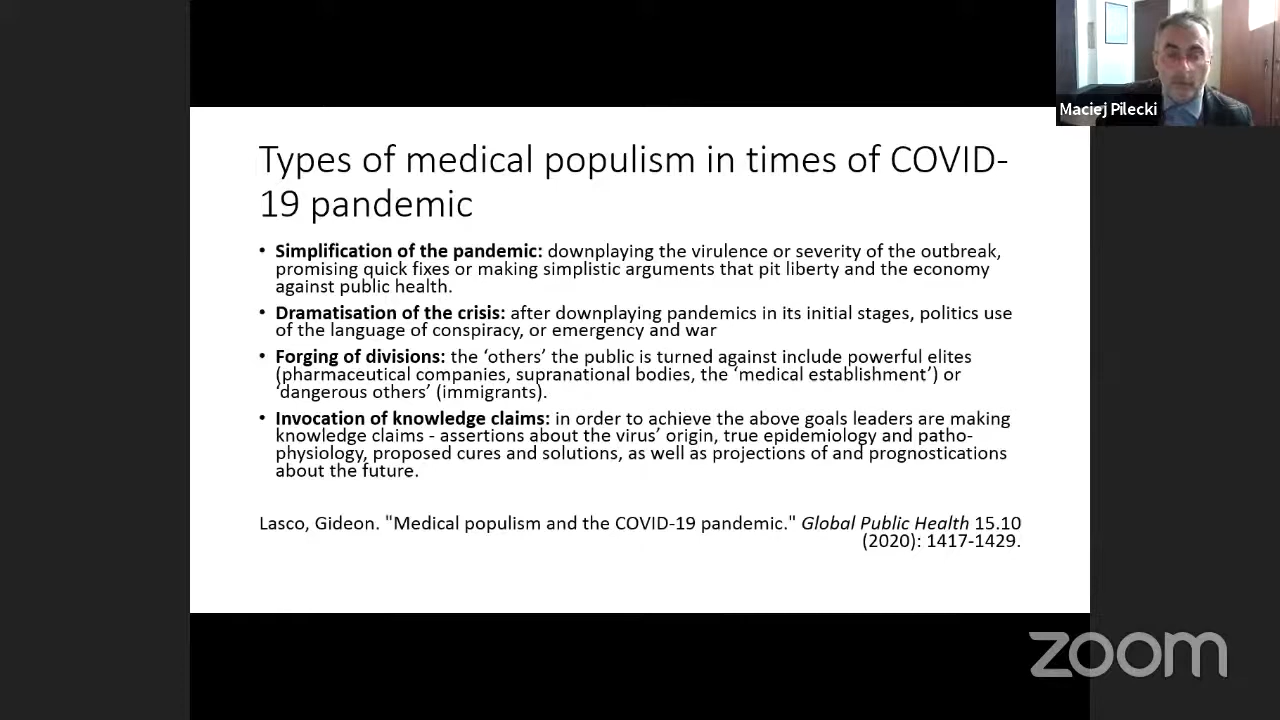 Maciej Pilecki
Types of medical populism in times of COVID-
19 pandemic
• Simplification of the pandemic: downplaying the virulence or severity of the outbreak,
promising quick fixes or making simplistic arguments that pit liberty and the economy
against public health.
• Dramatisation of the crisis: after downplaying pandemics in its initial stages, politics use
of the language of conspiracy, or emergency and war
• Forging of divisions: the ‘others’ the public is turned against include powerful elites
(pharmaceutical companies, supranational bodies, the ‘medical establishment’) or
‘dangerous others’ (immigrants).
• Invocation of knowledge claims: in order to achieve the above goals leaders are making
knowledge claims - assertions about the virus’ origin, true epidemiology and patho-
physiology, proposed cures and solutions, as well as projections of and prognostications
about the future.
Lasco, Gideon. "Medical populism and the COVID-19 pandemic." Global Public Health 15.10
(2020): 1417-1429.
zoom